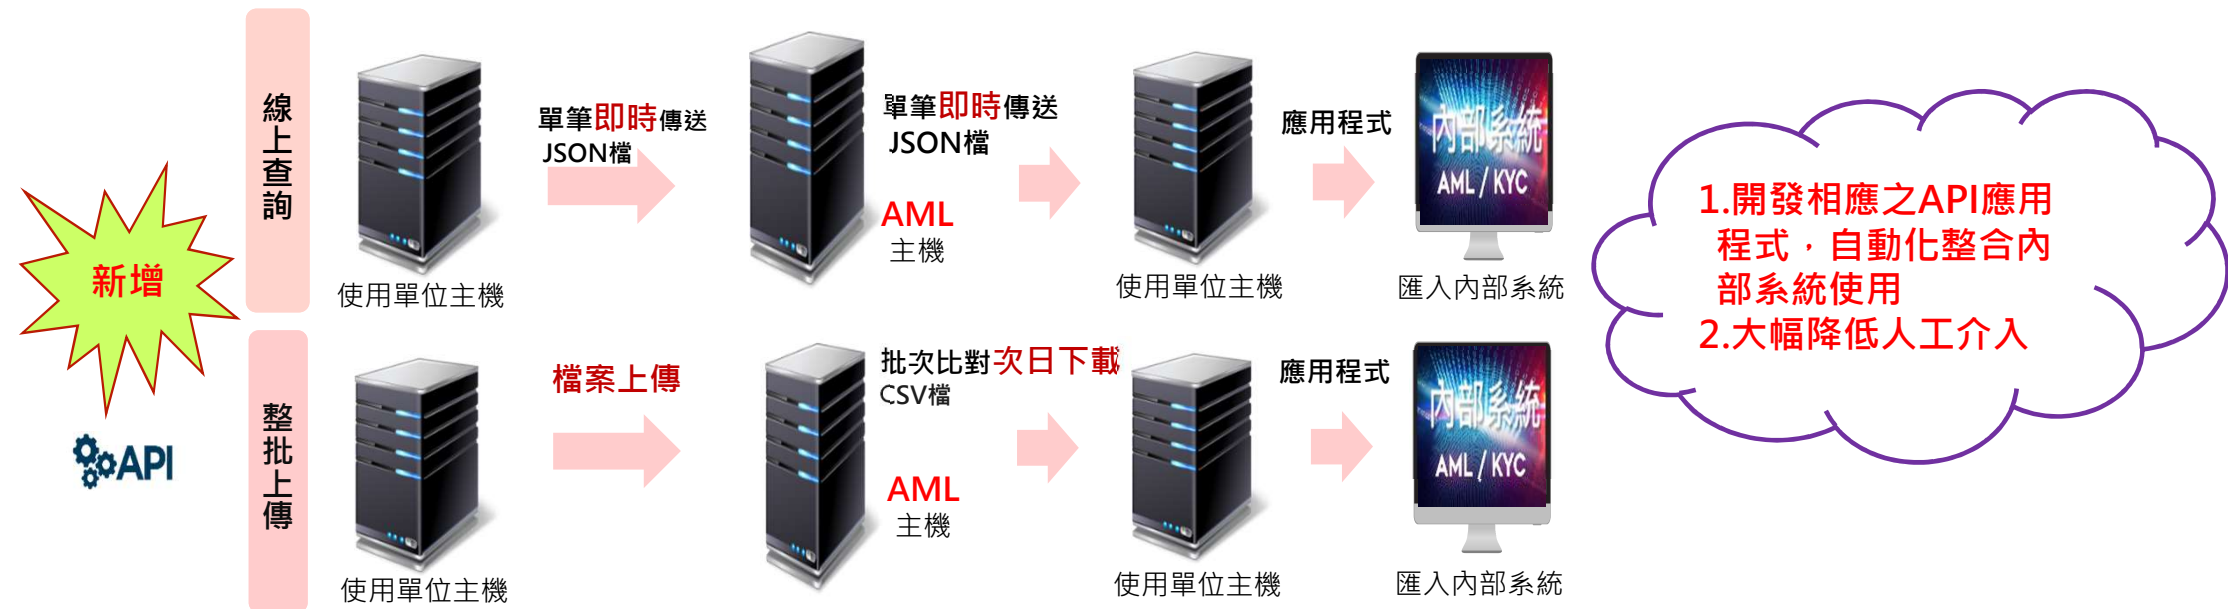 新增
API
線上查詢
使用單位主機
單筆即時傳送
JSON檔
單筆即時傳送
JSON檔
AML
主機
使用單位主機
應用程式
內部系統
AML / KYC
匯入內部系統
整批上傳
使用單位主機
檔案上傳
批次比對次日下載
CSV檔
AML
主機
使用單位主機
應用程式
內部系統
AML / KYC
匯入內部系統
1.開發相應之API應用
程式，自動化整合內
部系統使用
2.大幅降低人工介入